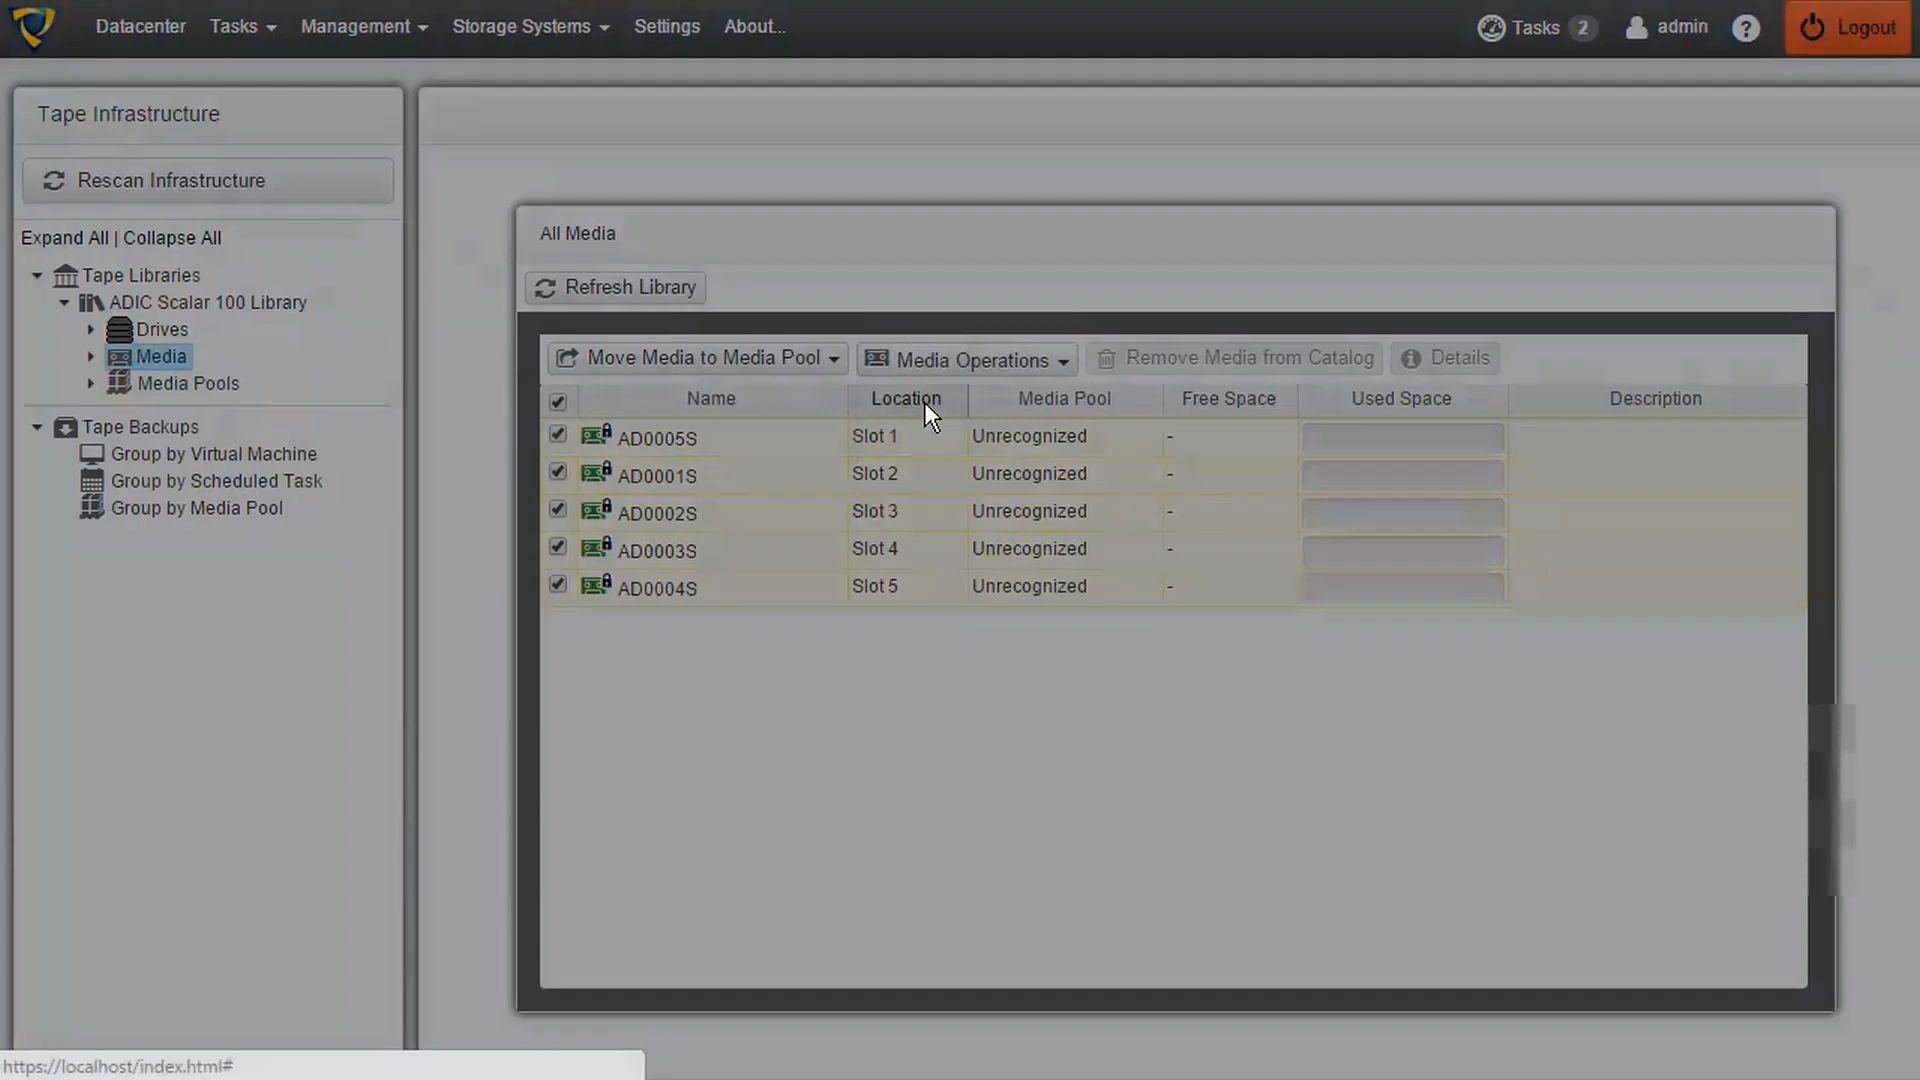 Datacenter Tasks Management Storage Systems Settings About... Tasks 2 admin ? Logout
Tape Infrastructure
Rescan Infrastructure
Expand All | Collapse All
Tape Libraries
ADIC Scalar 100 Library
Drives
Media
Media Pools
Tape Backups
Group by Virtual Machine
Group by Scheduled Task
Group by Media Pool
All Media
Refresh Library
Move Media to Media Pool Media Operations Remove Media from Catalog Details
Name Location Media Pool Free Space Used Space Description
AD0005S Slot 1 Unrecognized -
AD0001S Slot 2 Unrecognized -
AD0002S Slot 3 Unrecognized -
AD0003S Slot 4 Unrecognized -
AD0004S Slot 5 Unrecognized -
https://localhost/index.html#